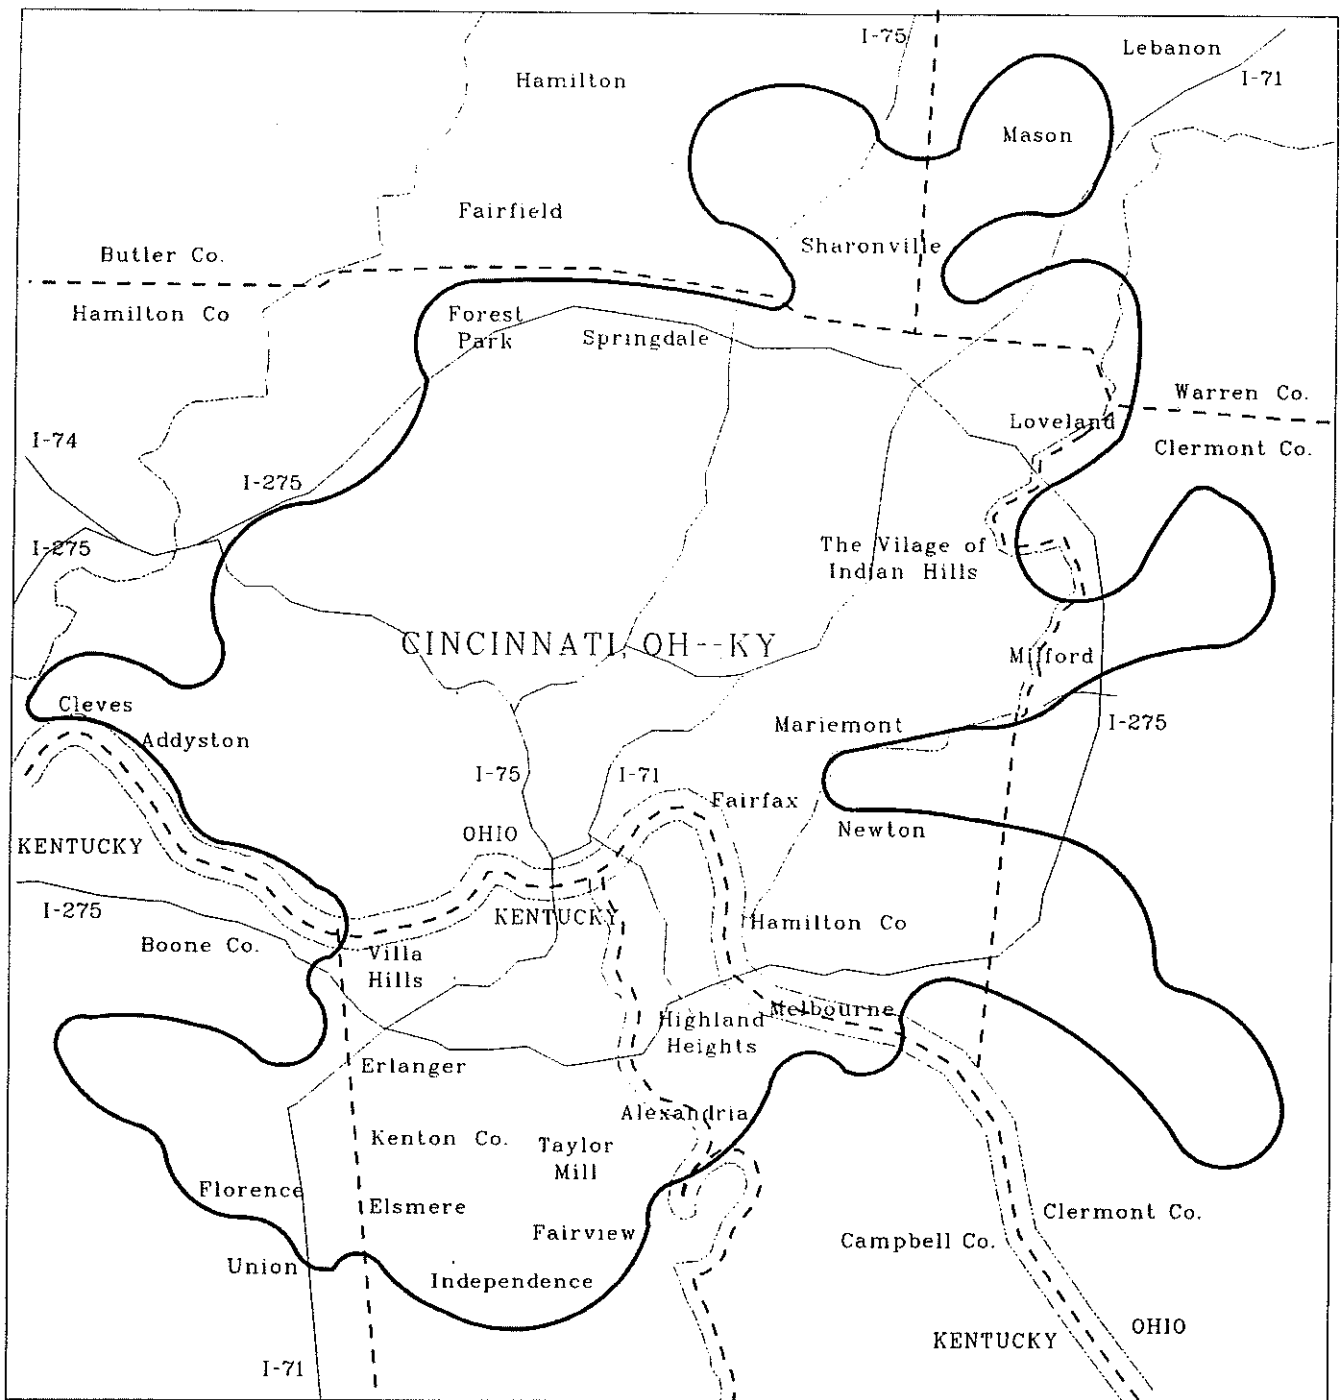 I-75
Lebanon
Hamilton
I-71
Mason
Fairfield
Sharonville
Butler Co.
Hamilton Co
Forest
Park
Springdale
Warren Co.
Loveland
I-74
Clermont Co.
I-275
I-275
The Vilage of
Indian Hills
CINCINNATI, OH--KY
Milford
Cleves
Addyston
Mariemont
I-275
I-75
I-71
Fairfax
Newton
OHIO
KENTUCKY
I-275
KENTUCKY
Hamilton Co
Boone Co.
Villa
Hills
Melbourne
Highland
Heights
Erlanger
Alexandria
Kenton Co.
Taylor
Mill
Florence
Elsmere
Fairview
Clermont Co.
Campbell Co.
Union
Independence
OHIO
KENTUCKY
I-71